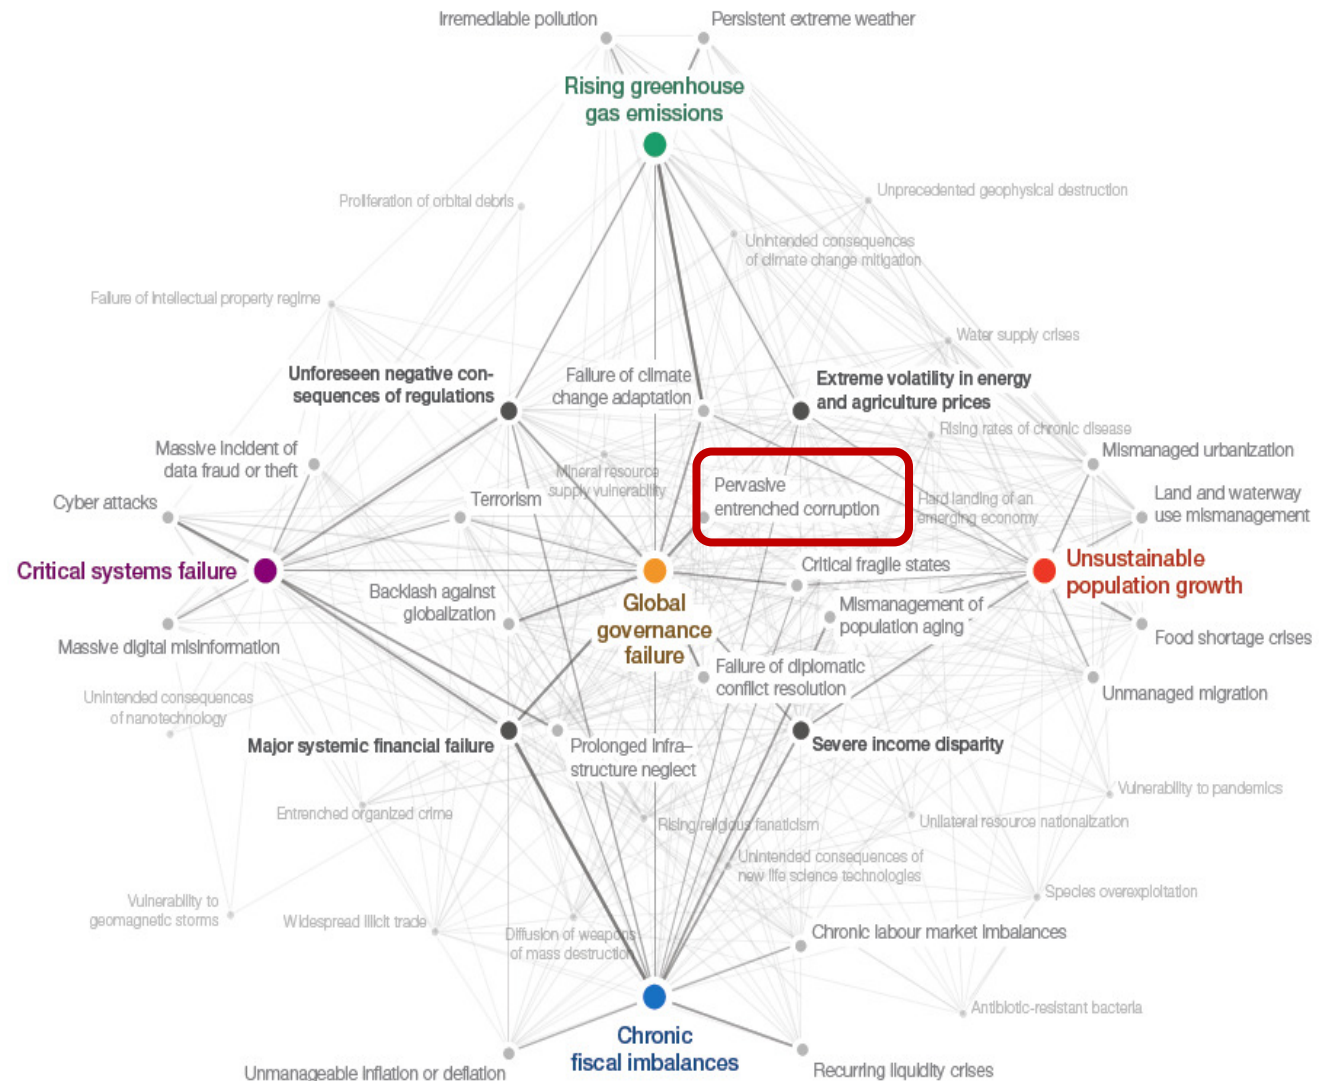 Irremediable pollution
Persistent extreme weather
Rising greenhouse
gas emissions
Proliferation of orbital debris
Unprecedented geophysical destruction
Unintended consequences
of climate change mitigation
Failure of intellectual property regime
Water supply crises
Unforeseen negative con-
sequences of regulations
Failure of climate
change adaptation
Extreme volatility in energy
and agriculture prices
Rising rates of chronic disease
Massive incident of
data fraud or theft
Mineral resource
supply vulnerability
Mismanaged urbanization
Cyber attacks
Terrorism
Pervasive
entrenched corruption
Hard landing of an
emerging economy
Land and waterway
use mismanagement
Critical systems failure
Critical fragile states
Unsustainable
population growth
Backlash against
globalization
Global
governance
failure
Mismanagement of
population aging
Massive digital misinformation
Food shortage crises
Failure of diplomatic
conflict resolution
Unintended consequences
of nanotechnology
Unmanaged migration
Major systemic financial failure
Prolonged infra–
structure neglect
Severe income disparity
Vulnerability to pandemics
Entrenched organized crime
Rising religious fanaticism
Unilateral resource nationalization
Unintended consequences of
new life science technologies
Species overexploitation
Vulnerability to
geomagnetic storms
Widespread illicit trade
Diffusion of weapons
of mass destruction
Chronic labour market imbalances
Antibiotic-resistant bacteria
Chronic
fiscal imbalances
Unmanageable inflation or deflation
Recurring liquidity crises